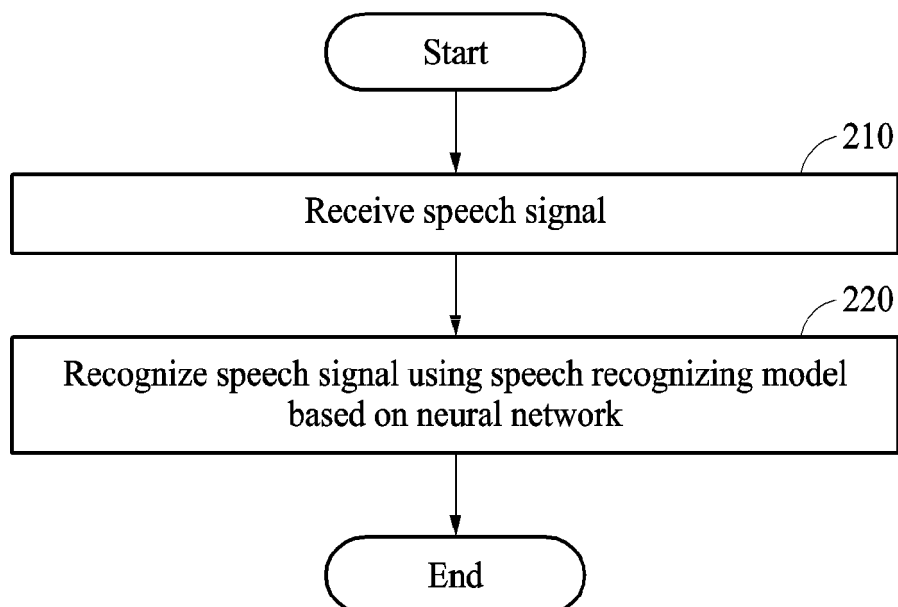 Start
210
Receive speech signal
220
Recognize speech signal using speech recognizing model
based on neural network
End